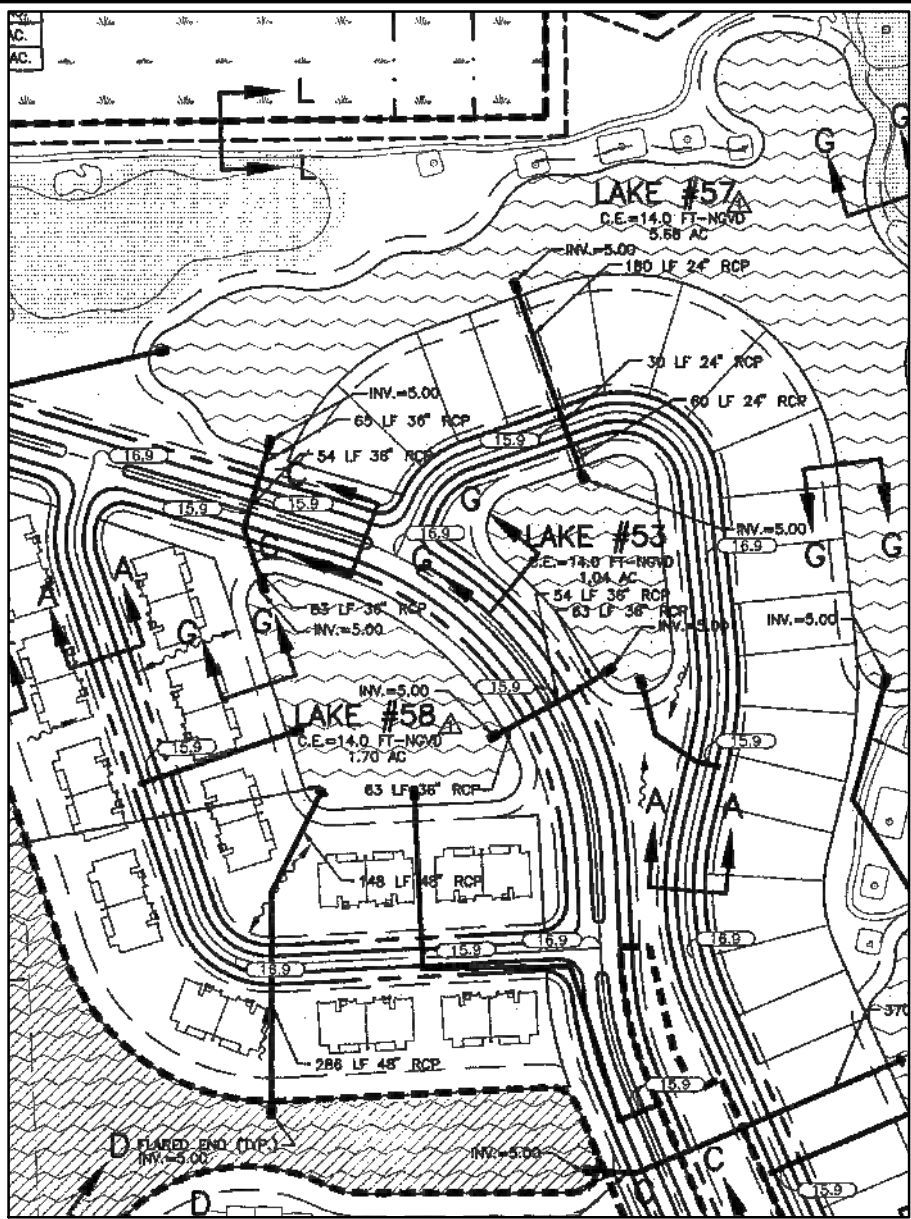 AC.
AC.
L
L
G
G
LAKE #57
C.E.=14.0 FT-NGVD
5.68 AC
INV.=5.00
180 LF 24" RCP
30 LF 24" RCP
60 LF 24" RCP
INV.=5.00
65 LF 36" RCP
54 LF 36" RCP
15.9
16.9
15.9
15.9
C
G
16.9
LAKE #53
C.E.=14.0 FT-NGVD
1.04 AC
54 LF 36" RCP
63 LF 36" RCP
INV.=5.00
INV.=5.00
16.9
G
G
C
G
A
A
63 LF 36" RCP
INV.=5.00
G
G
INV.=5.00
15.9
INV.=5.00
LAKE #58
C.E.=14.0 FT-NGVD
1.70 AC
63 LF 36" RCP
15.9
15.9
A
A
148 LF 48" RCP
15.9
16.9
16.9
16.9
370
286 LF 48" RCP
15.9
D
FLARED END (TYP.)
INV.=5.00
INV.=5.00
C
C
15.9
D